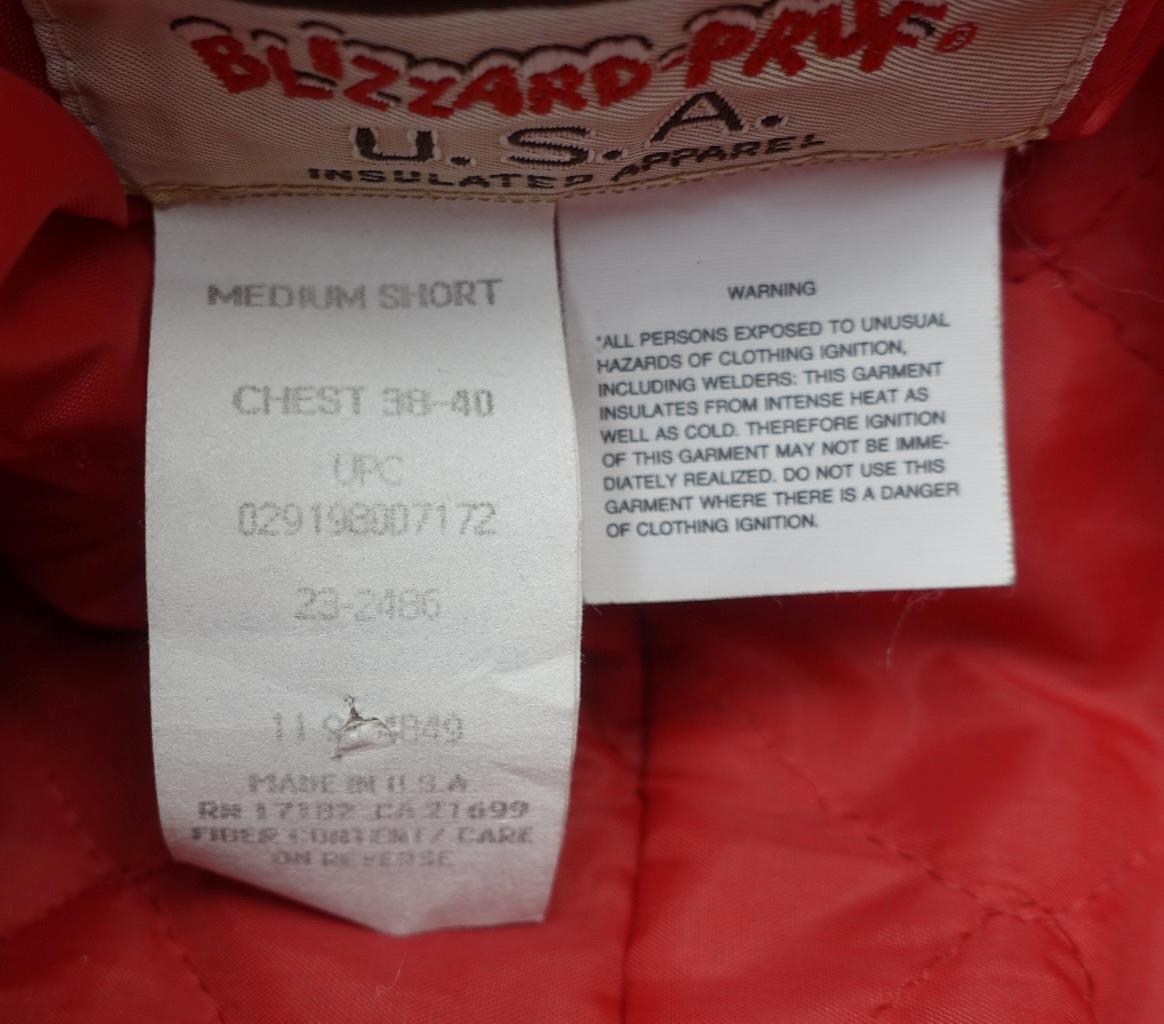 BLIZZARD-PRUF®
U.S.A.
INSULATED APPAREL
MEDIUM SHORT
CHEST 38-40
UPC
029198007172
23-2486
11 4849
MADE IN U.S.A
RN 17182 CA 21699
FIBER CONTENT/ CARE
ON REVERSE
WARNING
"ALL PERSONS EXPOSED TO UNUSUAL
HAZARDS OF CLOTHING IGNITION,
INCLUDING WELDERS: THIS GARMENT
INSULATES FROM INTENSE HEAT AS
WELL AS COLD. THEREFORE IGNITION
OF THIS GARMENT MAY NOT BE IMME-
DIATELY REALIZED. DO NOT USE THIS
GARMENT WHERE THERE IS A DANGER
OF CLOTHING IGNITION.